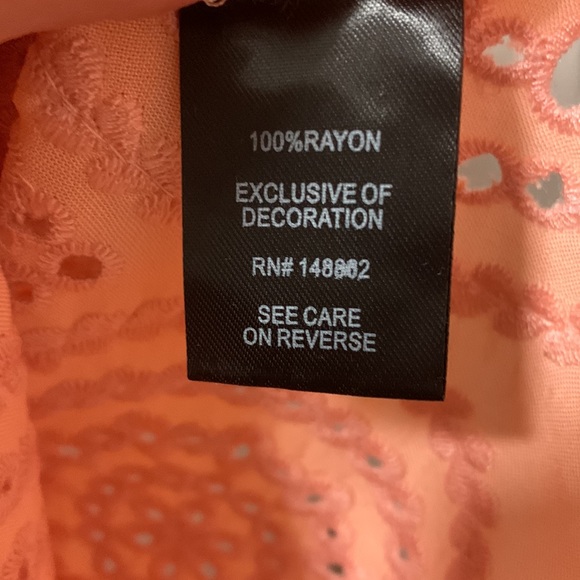 100%RAYON
EXCLUSIVE OF
DECORATION
RN#
SEE CARE
ON REVERSE